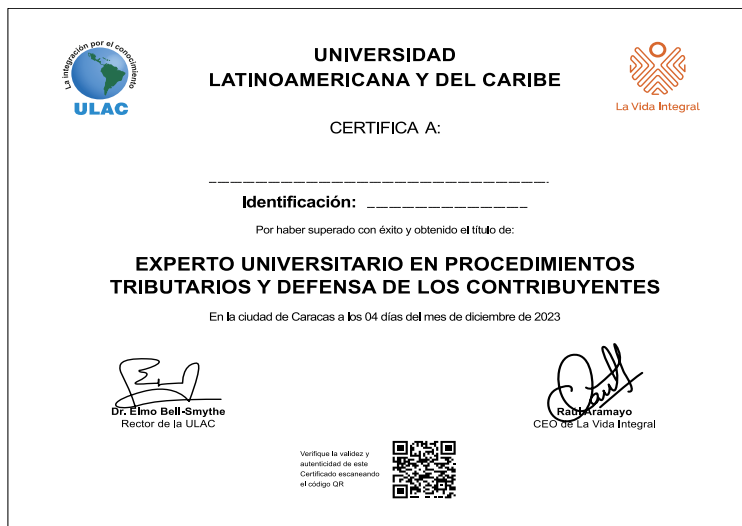 La integración por el conocimiento
ULAC
UNIVERSIDAD
LATINOAMERICANA Y DEL CARIBE
La Vida Integral
CERTIFICA A:
Identificación:
Por haber superado con éxito y obtenido el título de:
EXPERTO UNIVERSITARIO EN PROCEDIMIENTOS
TRIBUTARIOS Y DEFENSA DE LOS CONTRIBUYENTES
En la ciudad de Caracas a los 04 días del mes de diciembre de 2023
Dr. Elmo Bell-Smythe
Rector de la ULAC
Raúl Aramayo
CEO de La Vida Integral
Verifique la validez y
autenticidad de este
Certificado escaneando
el código QR